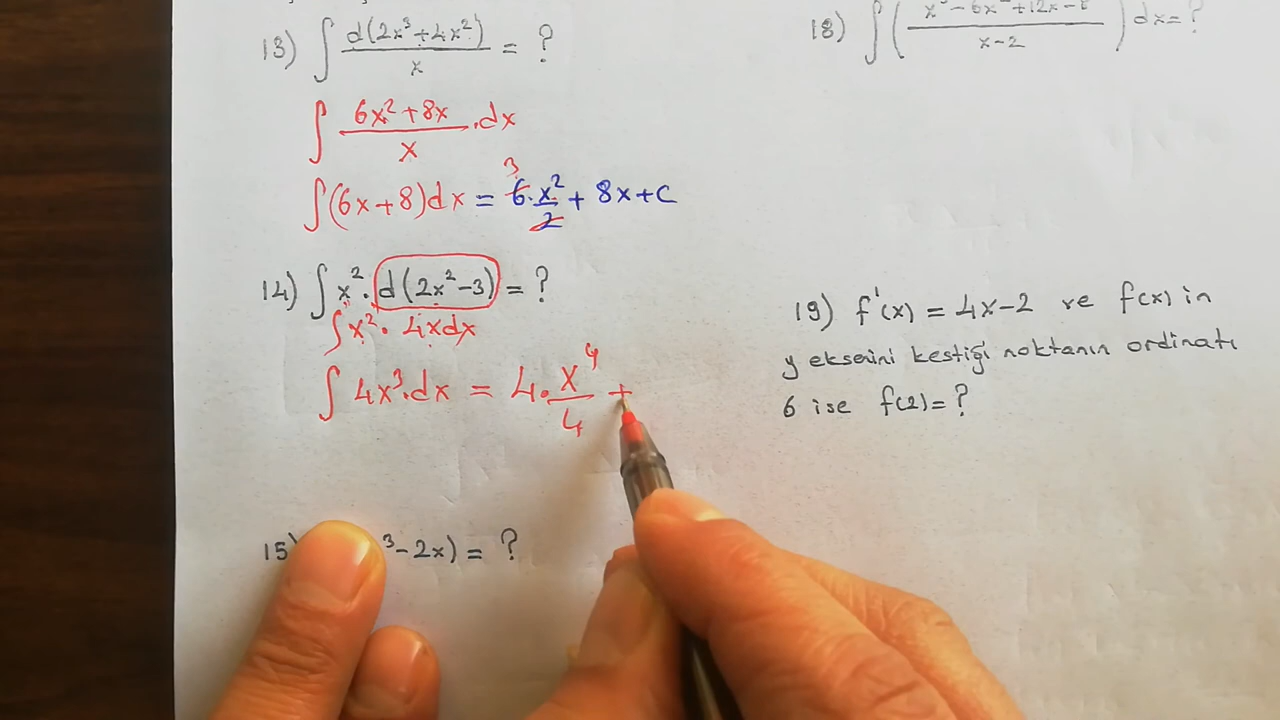 13) ∫ d(2x³+4x²)/x = ?
∫ 6x²+8x/x .dx
∫(6x+8)dx = 6.x²/2 + 8x+c
3
14) ∫ x². d(2x²-3) = ?
∫x². 4xdx
∫ 4x³.dx = 4.x⁴/4 +
15) ³-2x) = ?
18) ∫( -6x +12x-/x-2 ) dx=?
19) f'(x) = 4x-2 ve f(x) in
y eksenini kestiği noktanın ordinatı
6 ise f(2)=?